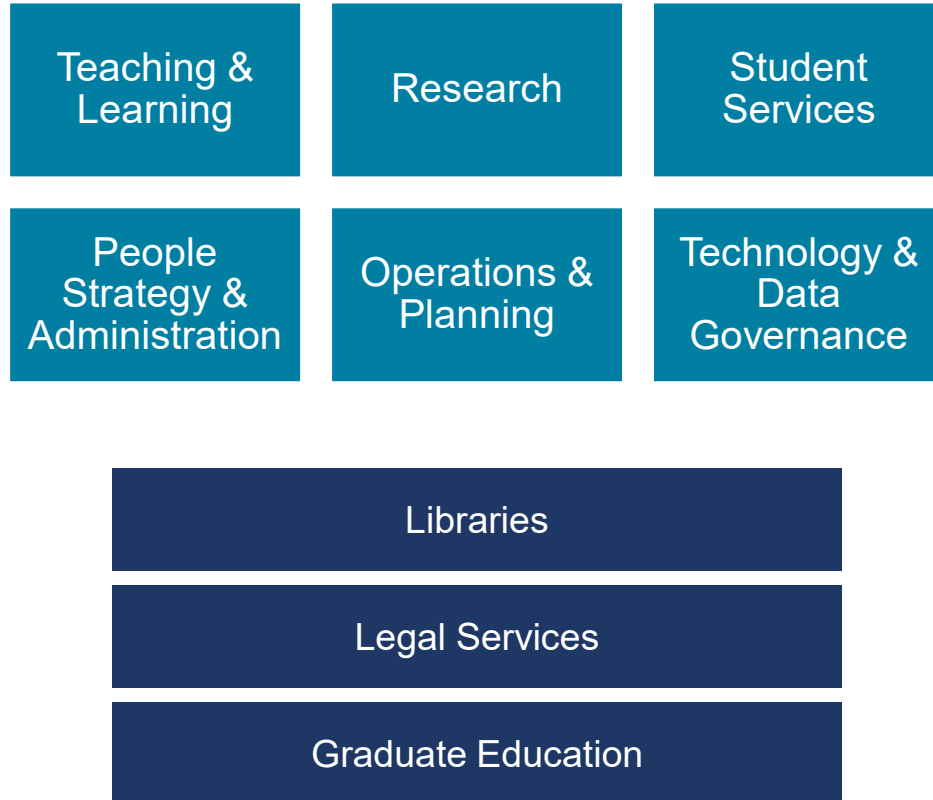 Teaching &
Learning
Research
Student
Services
People
Strategy &
Administration
Operations &
Planning
Technology &
Data
Governance
Libraries
Legal Services
Graduate Education